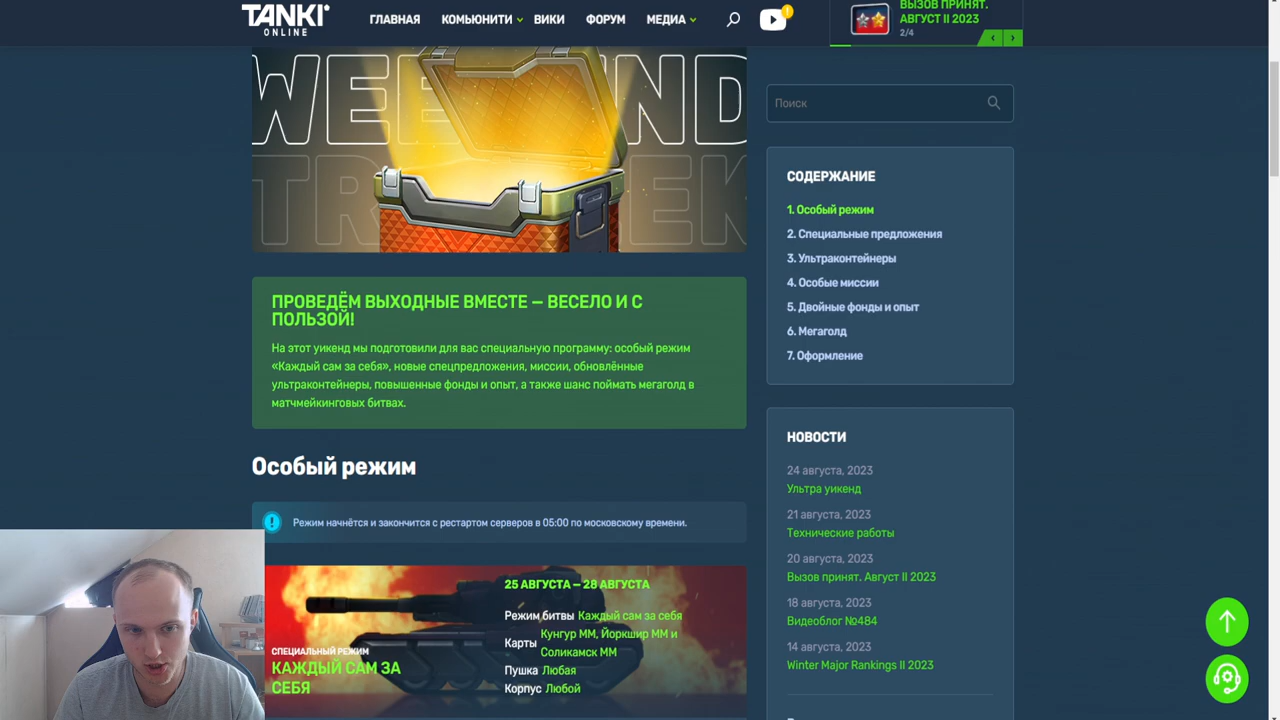 TANKI
ONLINE
ГЛАВНАЯ
КОМЬЮНИТИ
ВИКИ
ФОРУМ
МЕДИА
!
ВЫЗОВ ПРИНЯТ.
АВГУСТ II 2023
2/4
WEEKEND
Поиск
СОДЕРЖАНИЕ
1. Особый режим
2. Специальные предложения
3. Ультраконтейнеры
4. Особые миссии
5. Двойные фонды и опыт
6. Мегаголд
7. Оформление
ПРОВЕДЁМ ВЫХОДНЫЕ ВМЕСТЕ — ВЕСЕЛО И С
ПОЛЬЗОЙ!
На этот уикенд мы подготовили для вас специальную программу: особый режим
«Каждый сам за себя», новые спецпредложения, миссии, обновлённые
ультраконтейнеры, повышенные фонды и опыт, а также шанс поймать мегаголд в
матчмейкинговых битвах.
Особый режим
Режим начнётся и закончится с рестартом серверов в 05:00 по московскому времени.
25 АВГУСТА — 28 АВГУСТА
Режим битвы Каждый сам за себя
Карты Кунгур ММ, Йоркшир ММ и
Соликамск ММ
Пушка Любая
Корпус Любой
СПЕЦИАЛЬНЫЙ РЕЖИМ
КАЖДЫЙ САМ ЗА
СЕБЯ
НОВОСТИ
24 августа, 2023
Ультра уикенд
21 августа, 2023
Технические работы
20 августа, 2023
Вызов принят. Август II 2023
18 августа, 2023
Видеоблог №484
14 августа, 2023
Winter Major Rankings II 2023